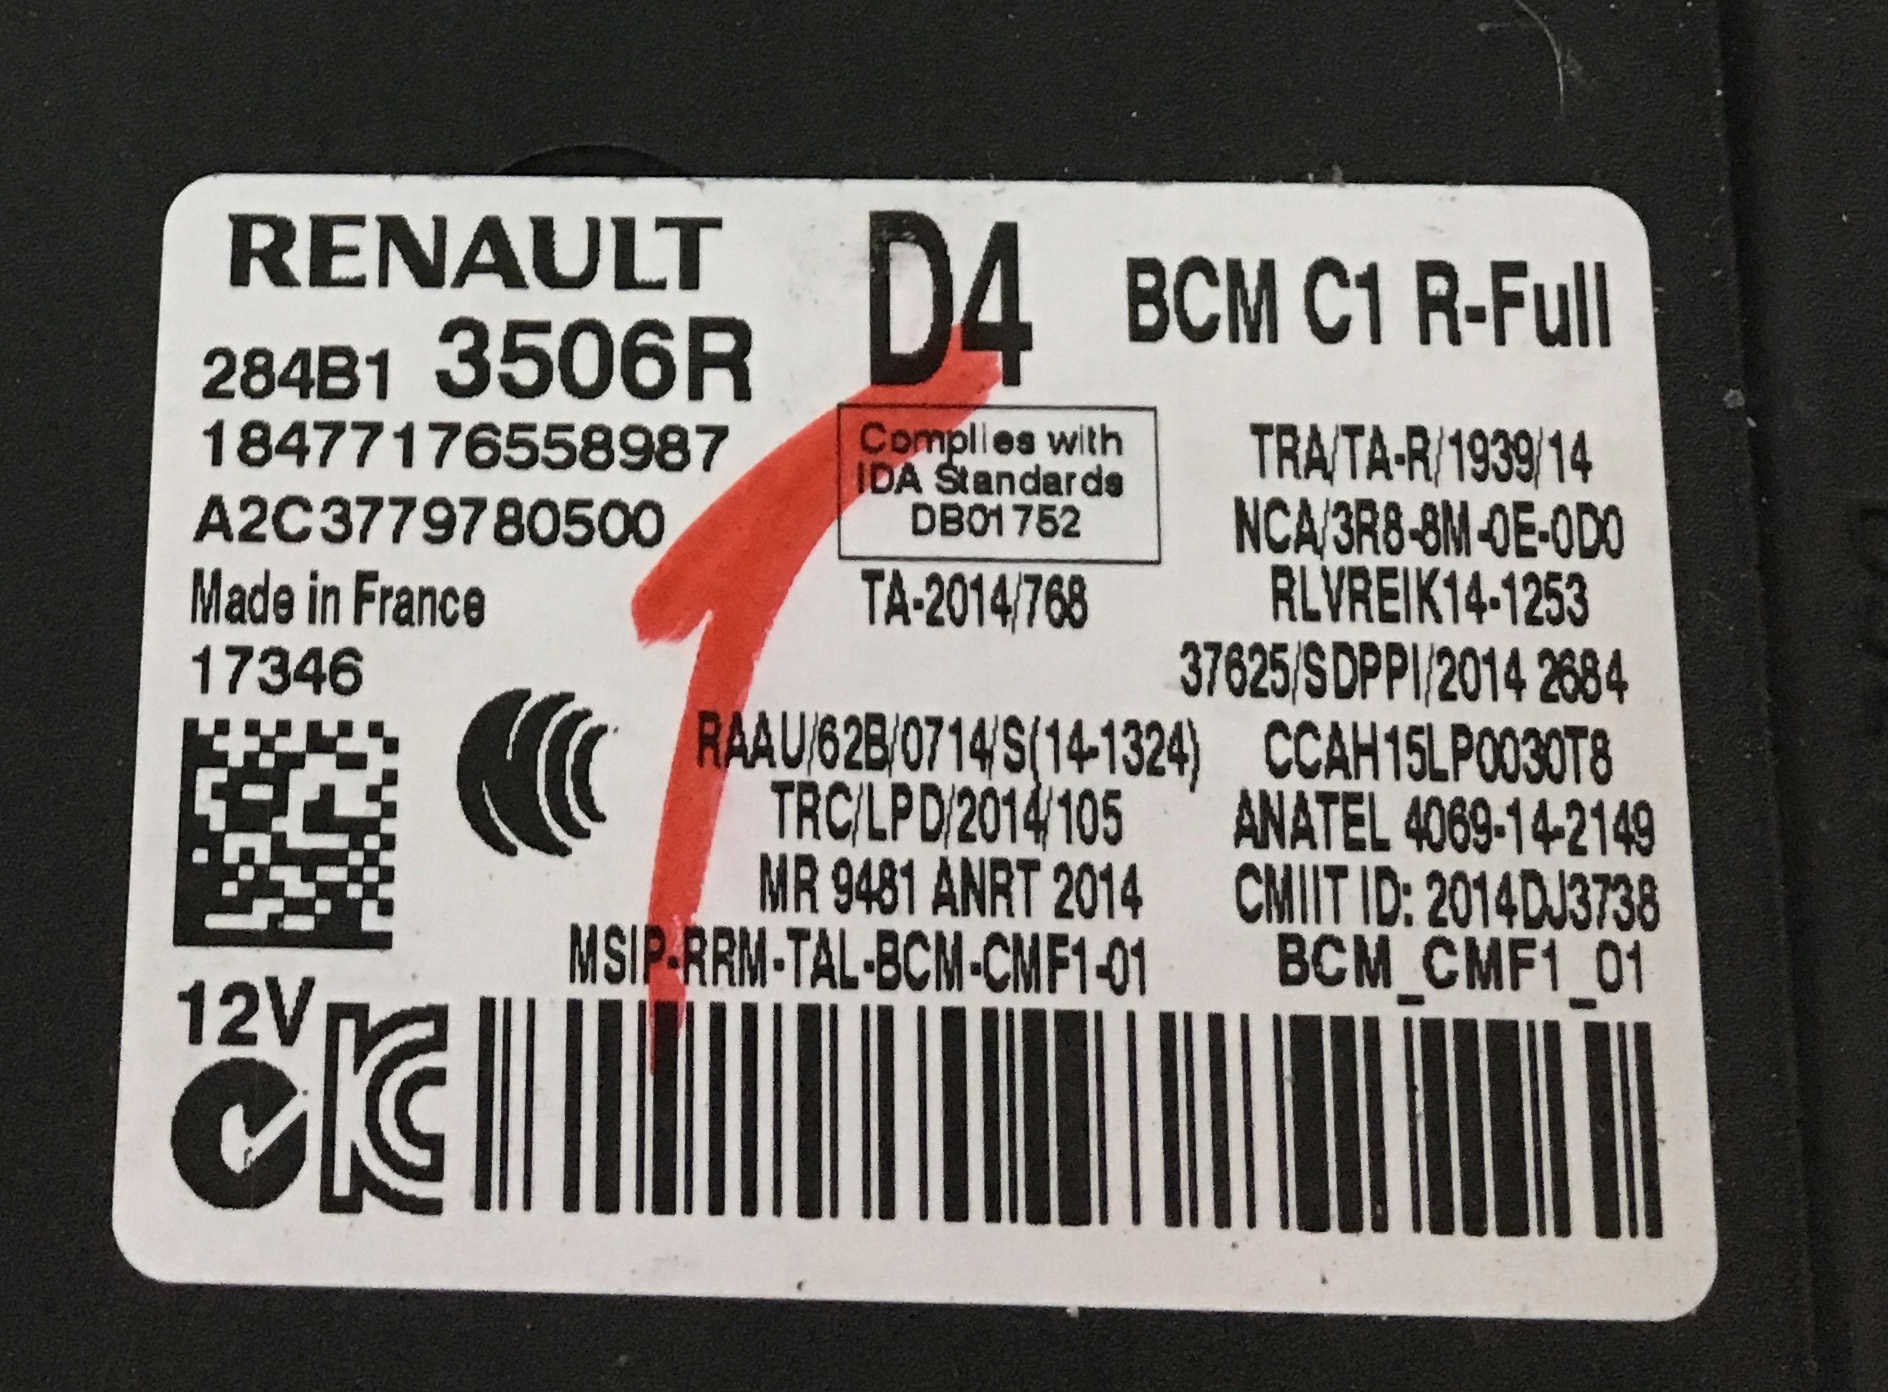 RENAULT
D4
BCM C1 R-Full
284B1 3506R
18477176558987
A2C3779780500
Made in France
17346
Complies with
IDA Standards
DB01752
TA-2014/768
TRA/TA-R/1939/14
NCA/3R8-8M-0E-0D0
RLVREIK14-1253
37625/SDPPI/2014 2684
RAAU/62B/0714/S(14-1324)
CCAH15LP0030T8
TRC/LPD/2014/105
ANATEL 4069-14-2149
MR 9481 ANRT 2014
CMIIT ID: 2014DJ3738
MSIP-RRM-TAL-BCM-CMF1-01
BCM_CMF1_01
12V